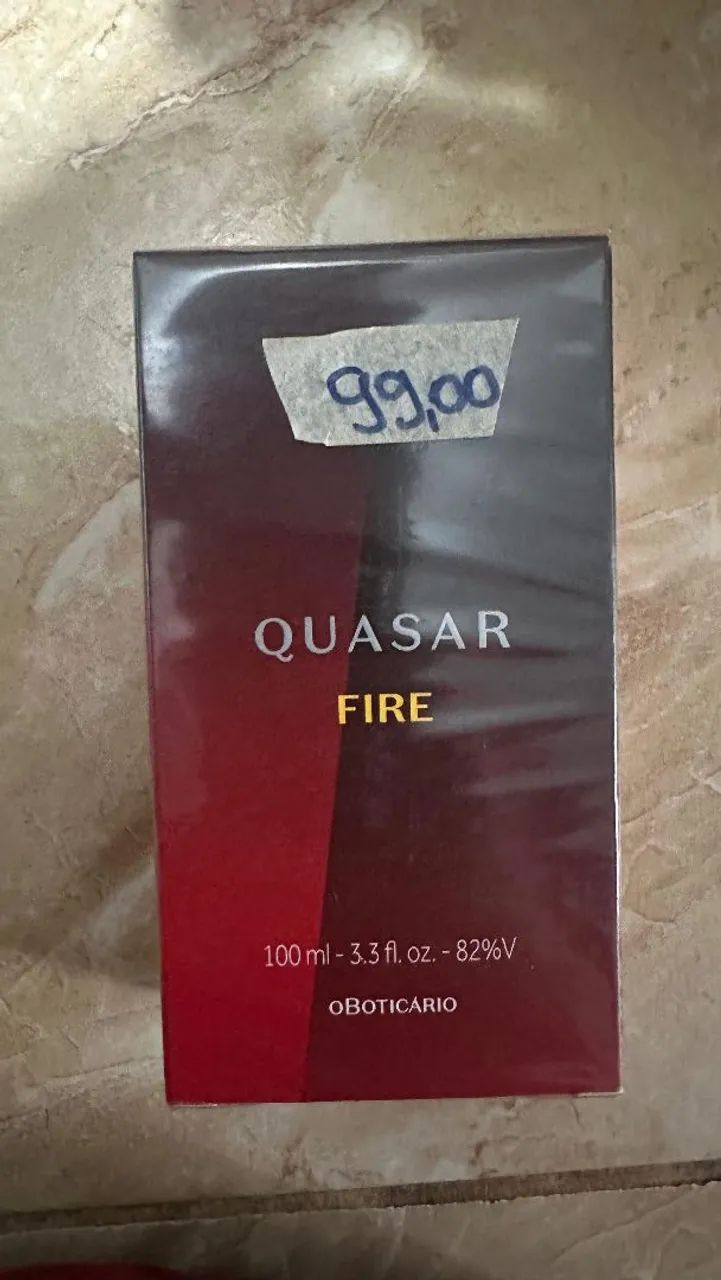 99,00
QUASAR
FIRE
100 ml - 3.3 fl. oz. - 82%V
oBOTICÁRIO